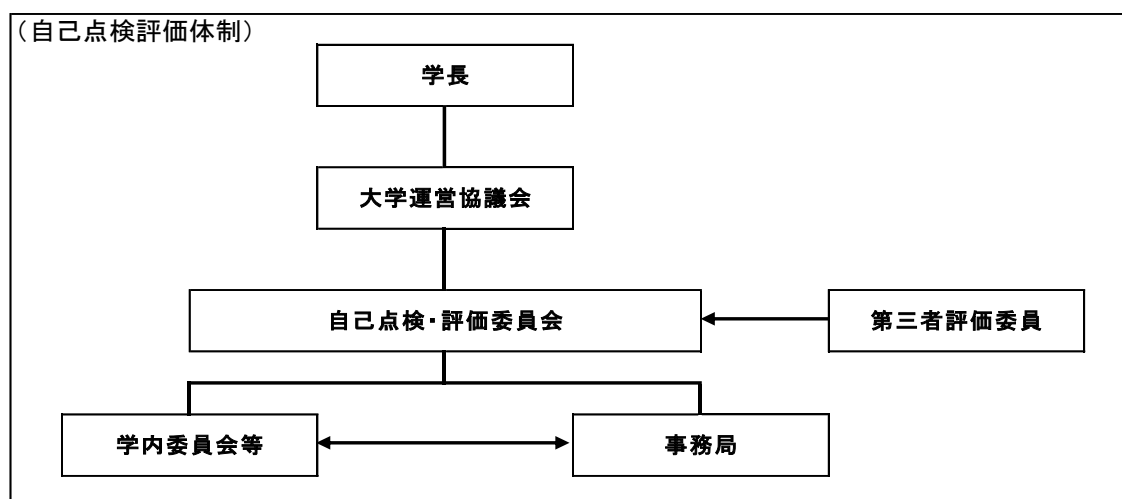 (自己点検評価体制)
学長
大学運営協議会
自己点検・評価委員会
第三者評価委員
学内委員会等
事務局